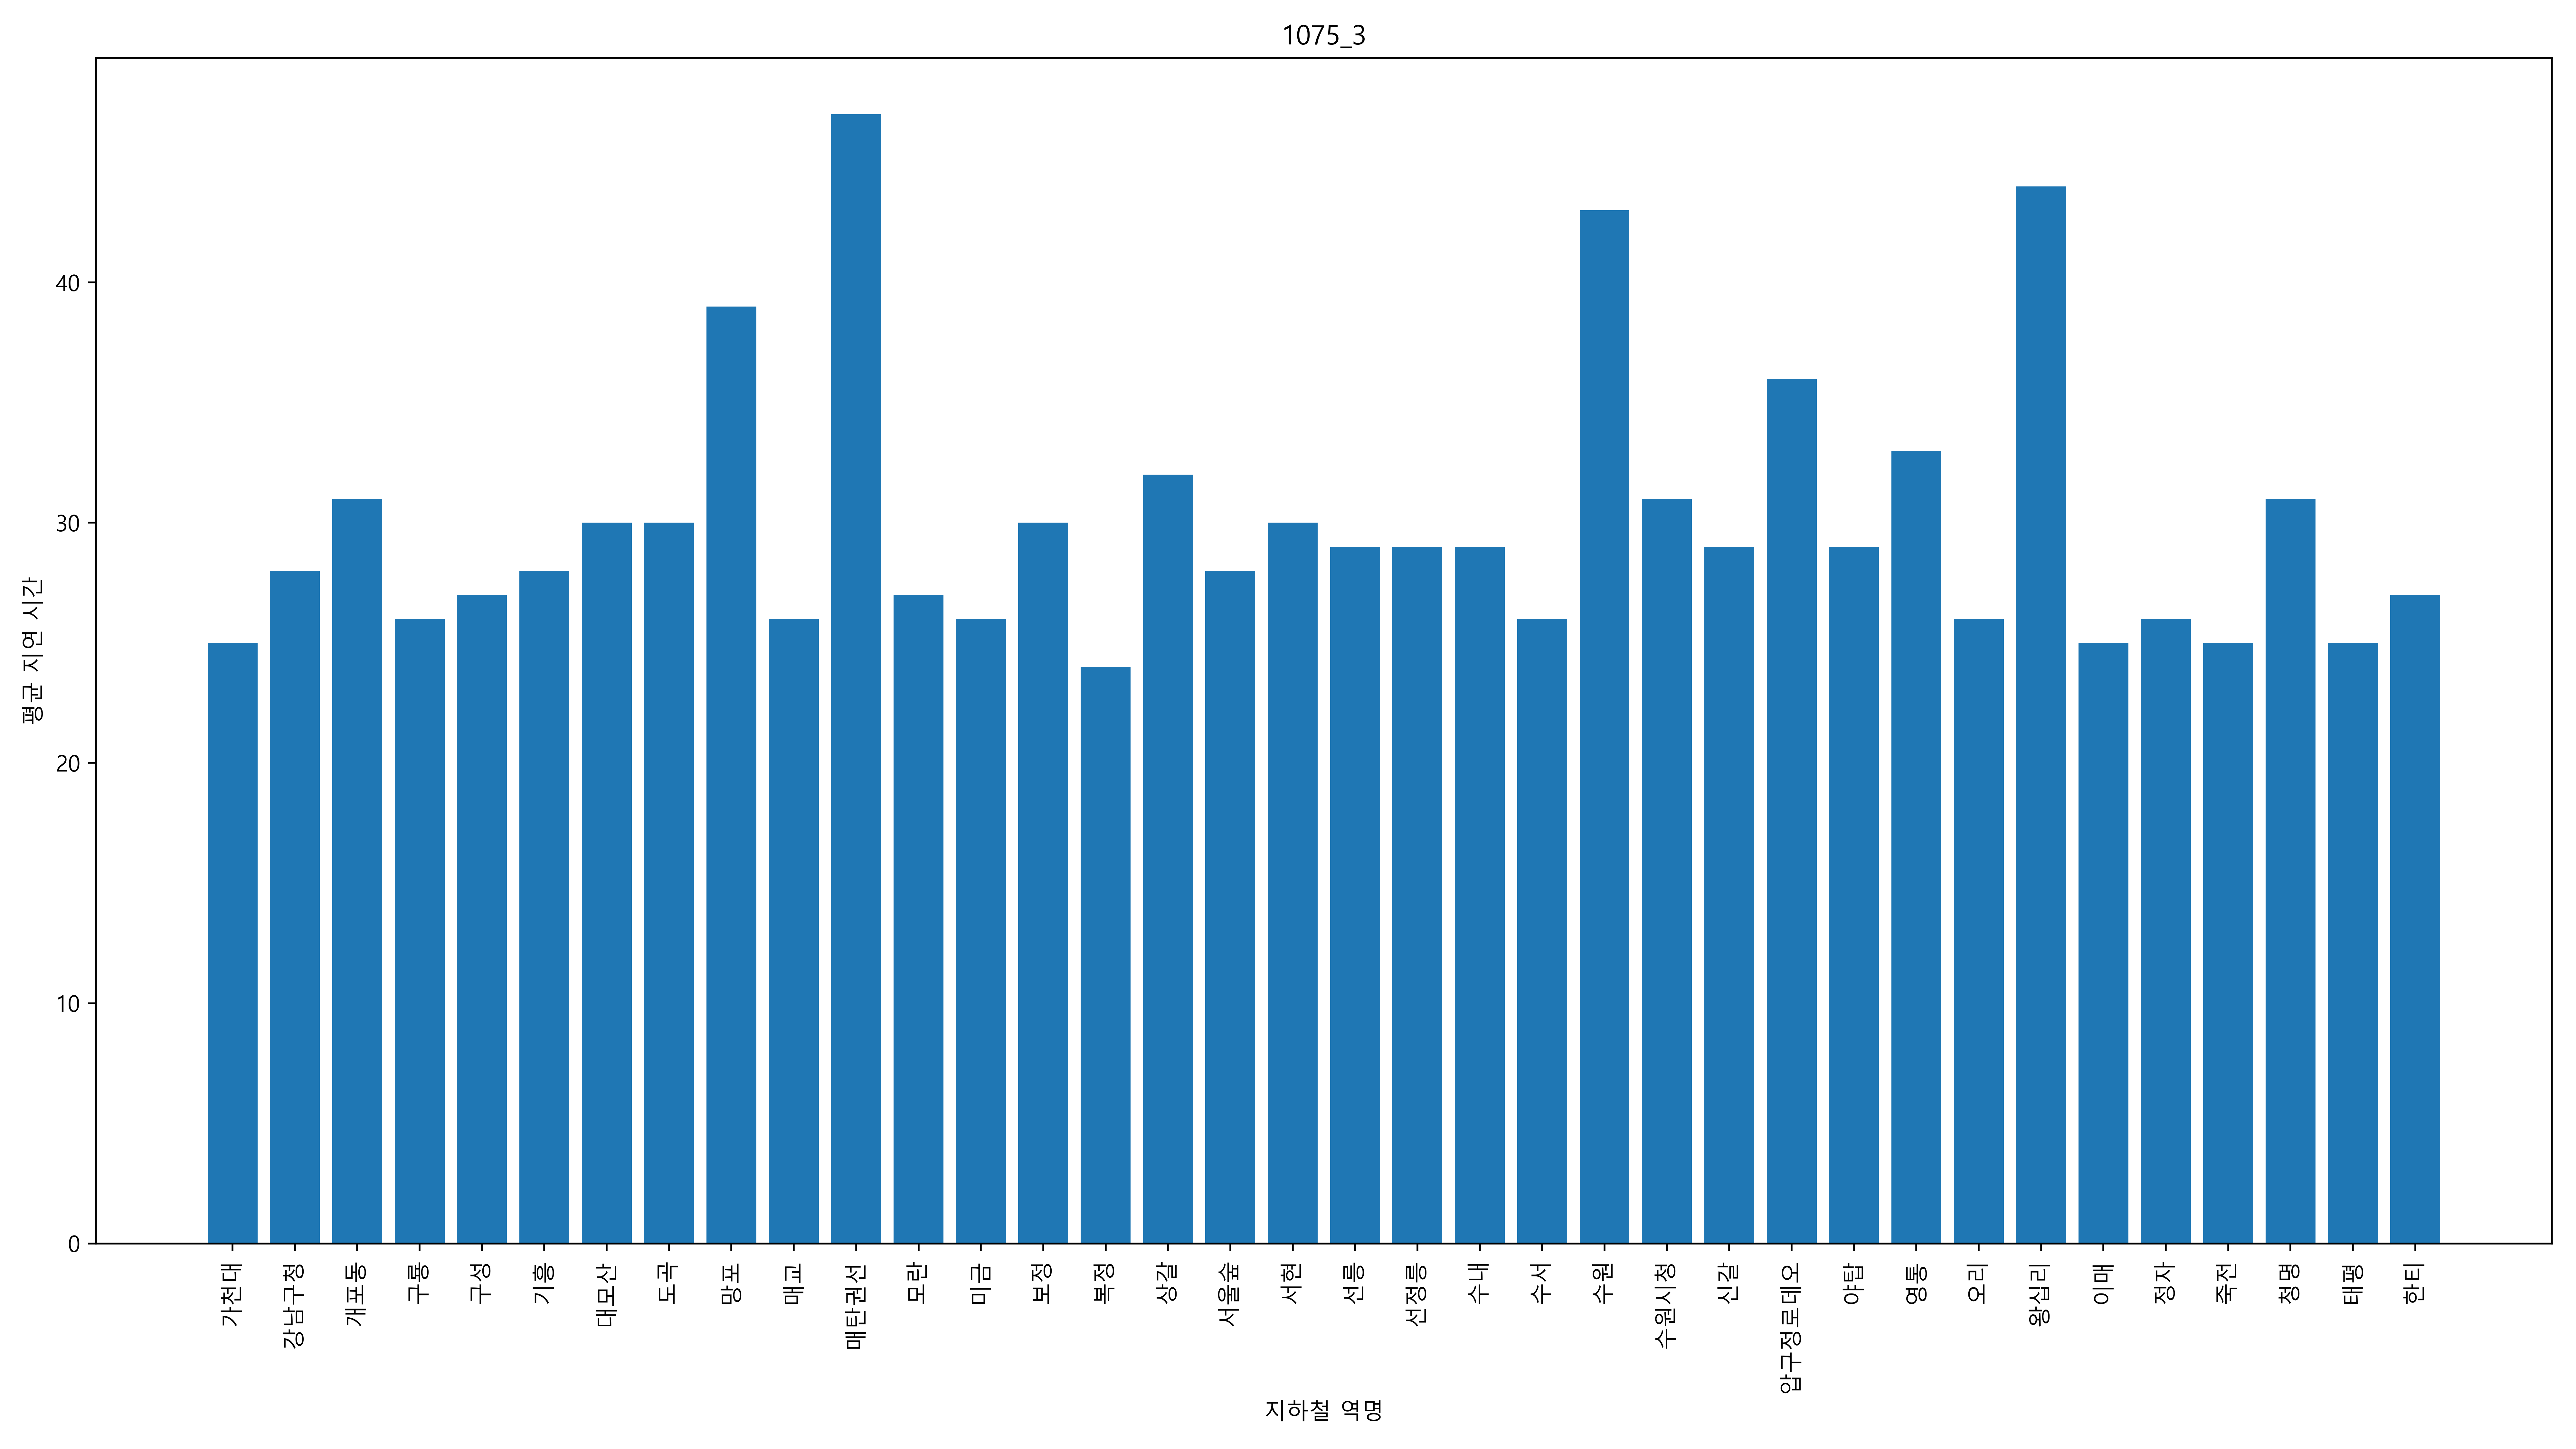 1075_3
평균 지연 시간
40
30
20
10
0
가천대
강남구청
개포동
구룡
구성
기흥
대모산
도곡
망포
매교
매탄권선
모란
미금
보정
복정
상갈
서울숲
서현
선릉
선정릉
수내
수서
수원
수원시청
신갈
압구정로데오
야탑
영통
오리
왕십리
이매
정자
죽전
청명
태평
한티
지하철 역명